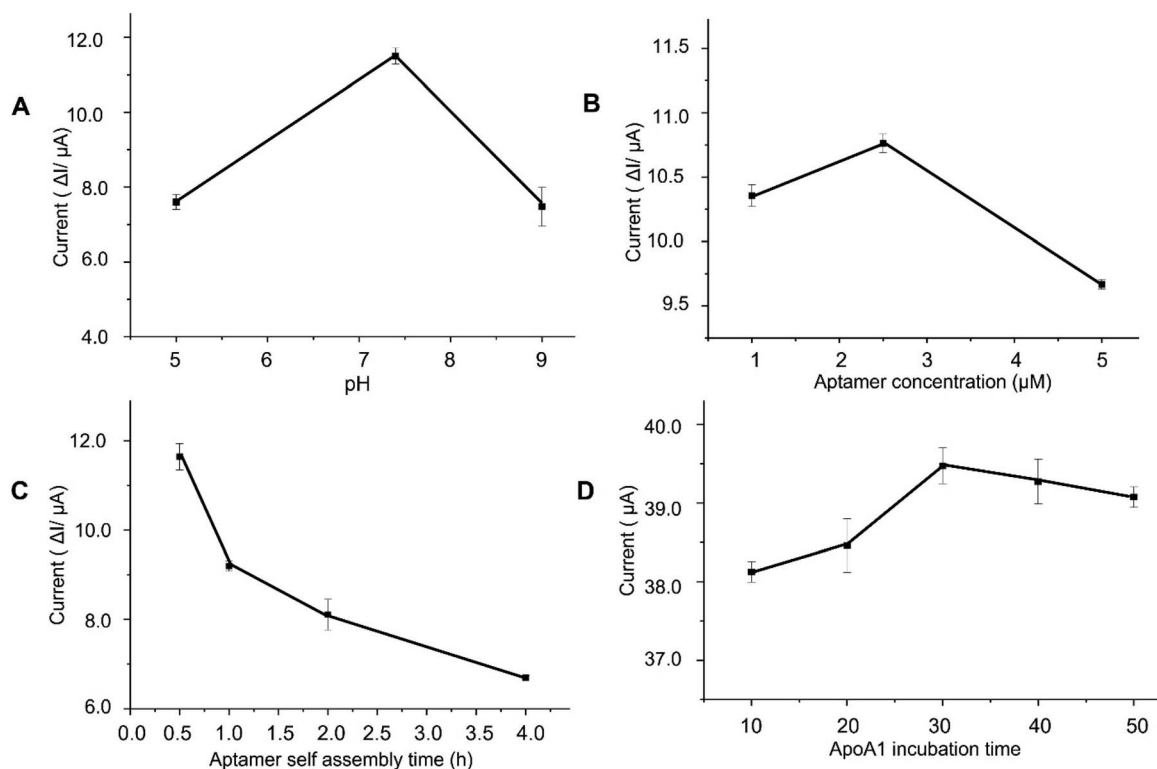 A
Current ( ΔI/ μA)
12.0
10.0
8.0
6.0
4.0
5 6 7 8 9
pH
B
Current ( ΔI/ μA)
11.5
11.0
10.5
10.0
9.5
1 2 3 4 5
Aptamer concentration (μM)
C
Current ( ΔI/ μA)
12.0
10.0
8.0
6.0
0.0 0.5 1.0 1.5 2.0 2.5 3.0 3.5 4.0
Aptamer self assembly time (h)
D
Current ( μA)
40.0
39.0
38.0
37.0
10 20 30 40 50
ApoA1 incubation time